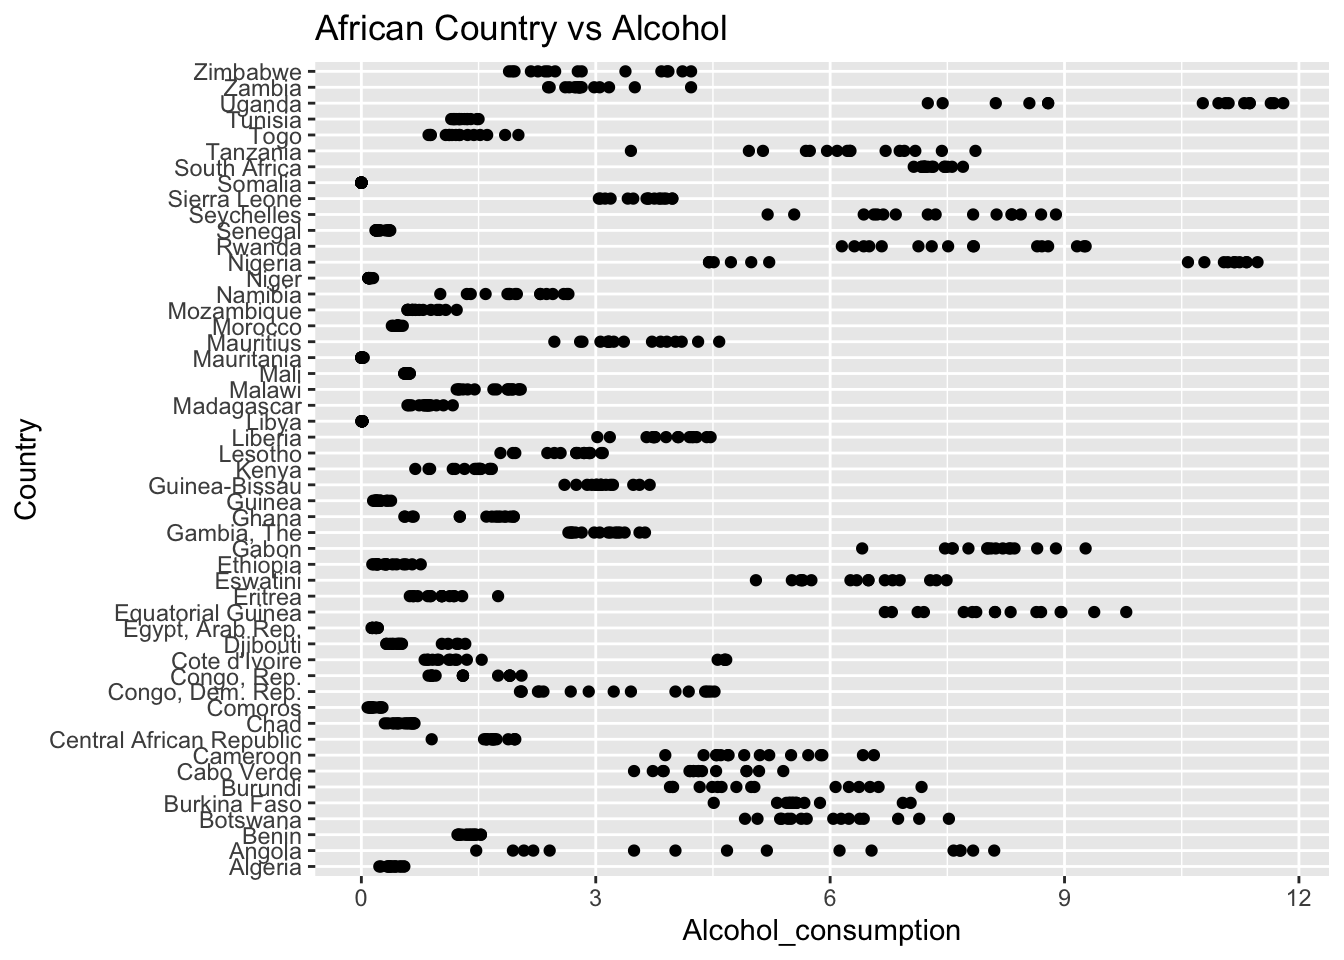 African Country vs Alcohol
Zimbabwe
Zambia
Uganda
Tunisia
Togo
Tanzania
South Africa
Somalia
Sierra Leone
Seychelles
Senegal
Rwanda
Nigeria
Niger
Namibia
Mozambique
Morocco
Mauritius
Mauritania
Mali
Malawi
Madagascar
Libya
Liberia
Lesotho
Kenya
Guinea-Bissau
Guinea
Ghana
Gambia, The
Gabon
Ethiopia
Eswatini
Eritrea
Equatorial Guinea
Egypt, Arab Rep.
Djibouti
Cote d'Ivoire
Congo, Rep.
Congo, Dem. Rep.
Comoros
Chad
Central African Republic
Cameroon
Cabo Verde
Burundi
Burkina Faso
Botswana
Benin
Angola
Algeria
Country
0 3 6 9 12
Alcohol_consumption